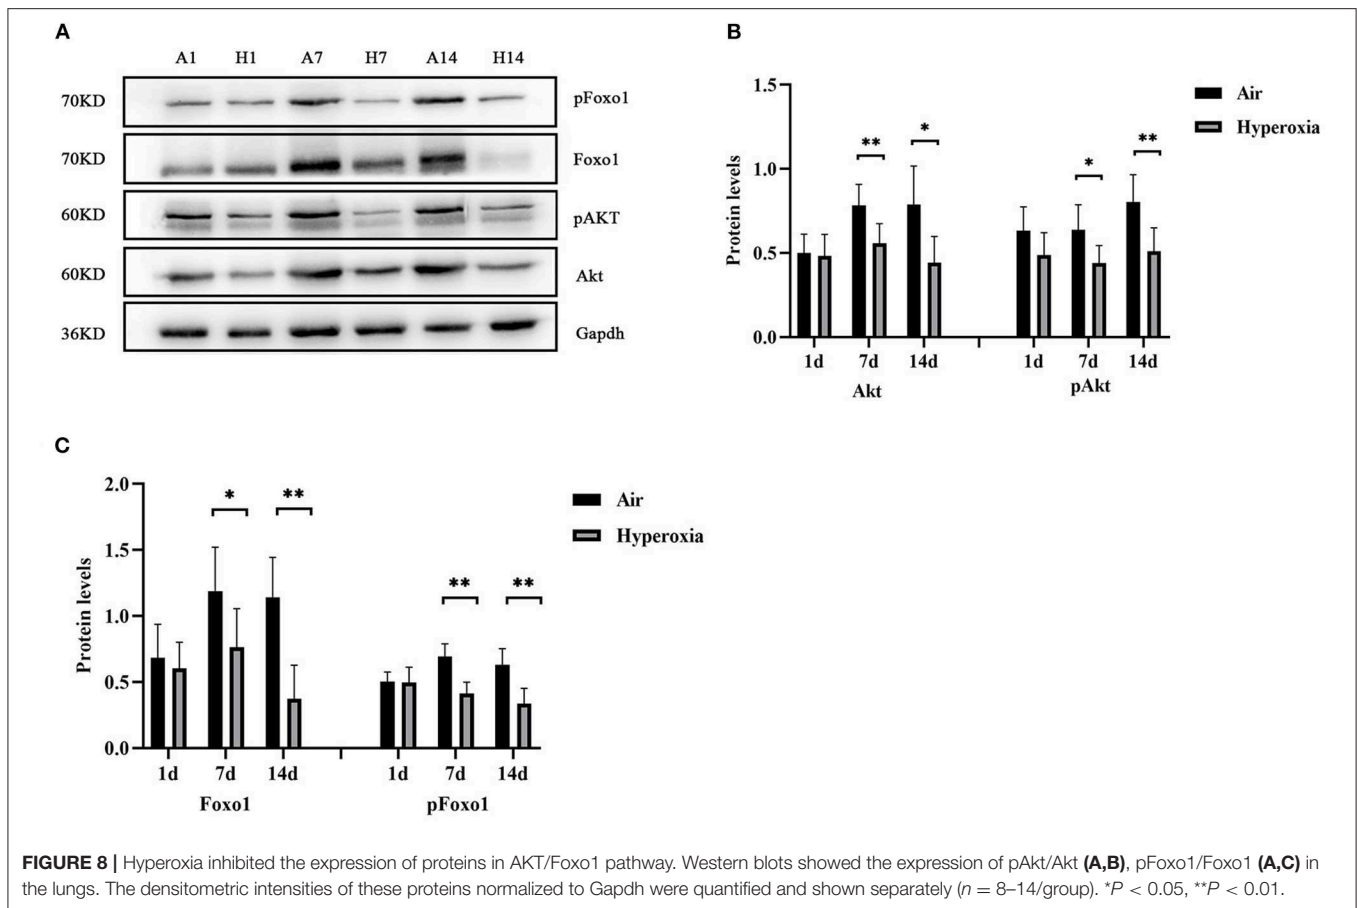 A
A1 H1 A7 H7 A14 H14
70KD pFoxo1
70KD Foxo1
60KD pAKT
60KD Akt
36KD Gapdh
B
Protein levels
1.5
1.0
0.5
0.0
** * * **
1d 7d 14d 1d 7d 14d
Akt pAkt
Air
Hyperoxia
C
Protein levels
2.0
1.5
1.0
0.5
0.0
* ** ** **
1d 7d 14d 1d 7d 14d
Foxo1 pFoxo1
Air
Hyperoxia
FIGURE 8 | Hyperoxia inhibited the expression of proteins in AKT/Foxo1 pathway. Western blots showed the expression of pAkt/Akt (A,B), pFoxo1/Foxo1 (A,C) in
the lungs. The densitometric intensities of these proteins normalized to Gapdh were quantified and shown separately (n = 8–14/group). *P < 0.05, **P < 0.01.